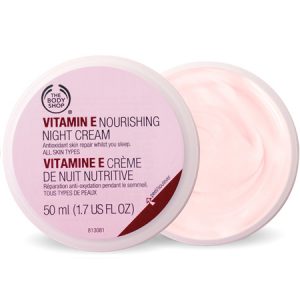 THE
BODY
SHOP®
VITAMIN E NOURISHING
NIGHT CREAM
Antioxidant skin repair whilst you sleep.
ALL SKIN TYPES.
VITAMINE E CRÈME
DE NUIT NUTRITIVE
Réparation anti-oxydation pendant le sommeil.
TOUS TYPES DE PEAUX
50 ml (1.7 US FL OZ)
813081